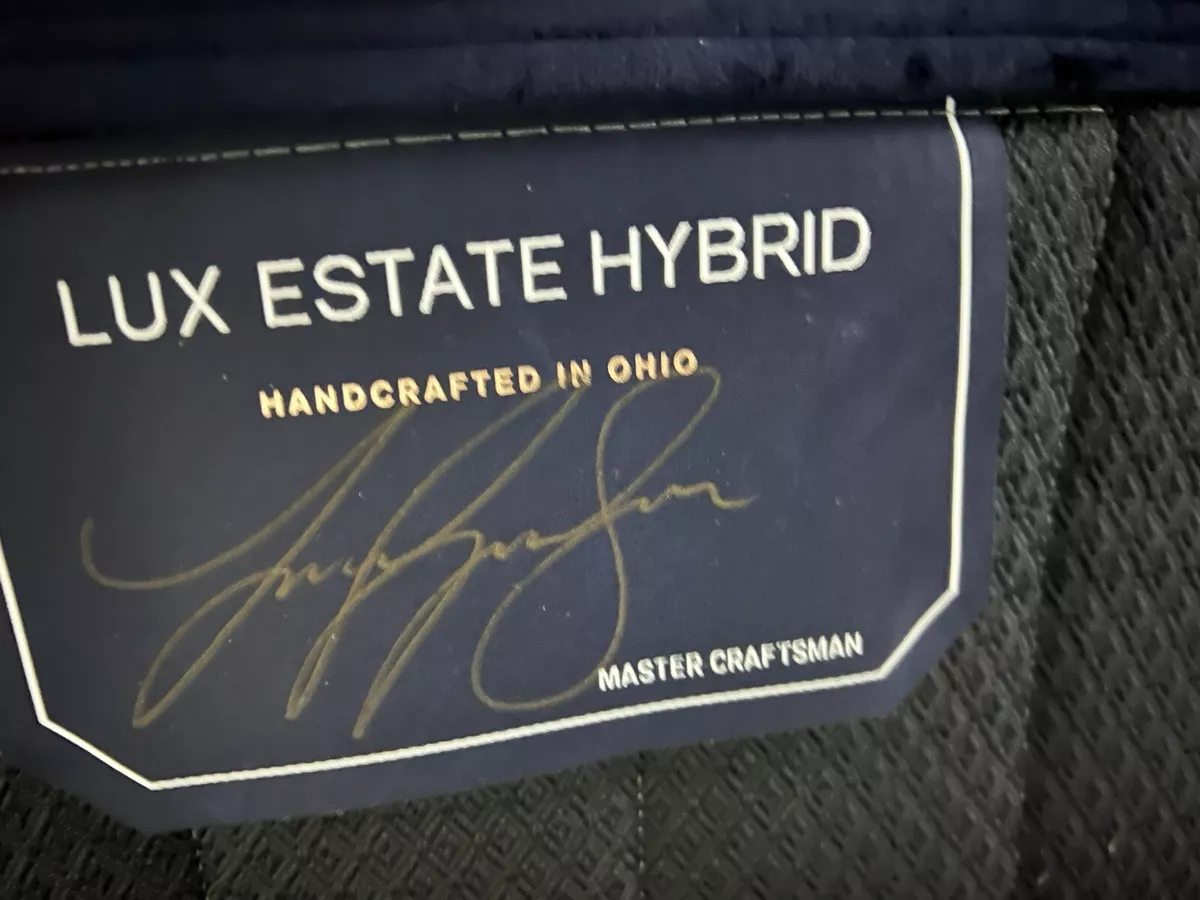 LUX ESTATE HYBRID
HANDCRAFTED IN OHIO
MASTER CRAFTSMAN